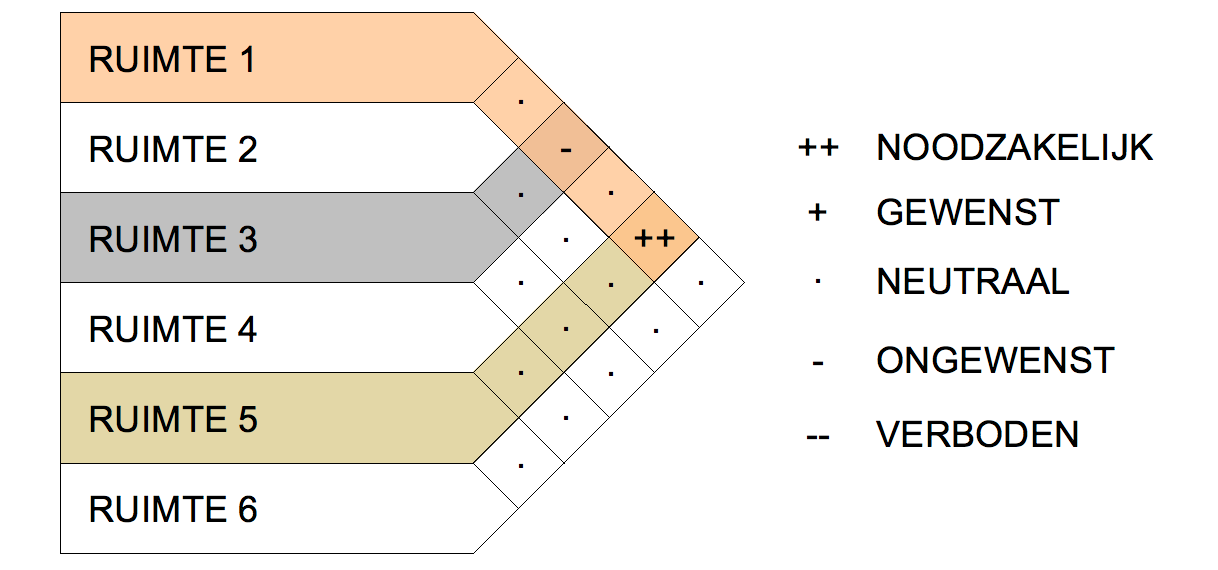 RUIMTE 1
RUIMTE 2
RUIMTE 3
RUIMTE 4
RUIMTE 5
RUIMTE 6
.
-
.
.
.
++
.
.
.
.
.
.
.
.
.
++ NOODZAKELIJK
+ GEWENST
. NEUTRAAL
- ONGEWENST
-- VERBODEN